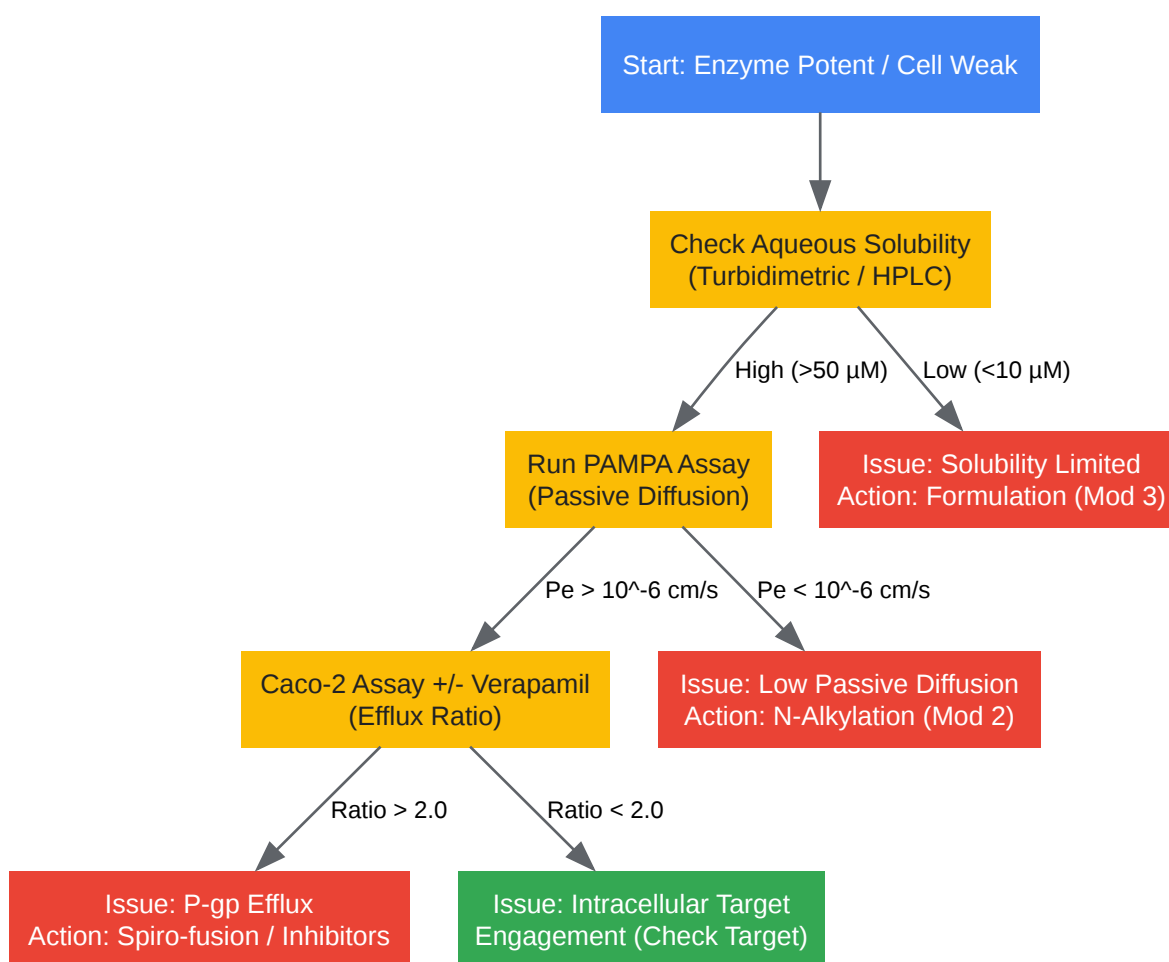 Start: Enzyme Potent / Cell Weak
Check Aqueous Solubility
(Turbidimetric / HPLC)
High (>50 µM)
Low (<10 µM)
Run PAMPA Assay
(Passive Diffusion)
Issue: Solubility Limited
Action: Formulation (Mod 3)
Pe > 10^-6 cm/s
Pe < 10^-6 cm/s
Caco-2 Assay +/- Verapamil
(Efflux Ratio)
Issue: Low Passive Diffusion
Action: N-Alkylation (Mod 2)
Ratio > 2.0
Ratio < 2.0
Issue: P-gp Efflux
Action: Spiro-fusion / Inhibitors
Issue: Intracellular Target
Engagement (Check Target)